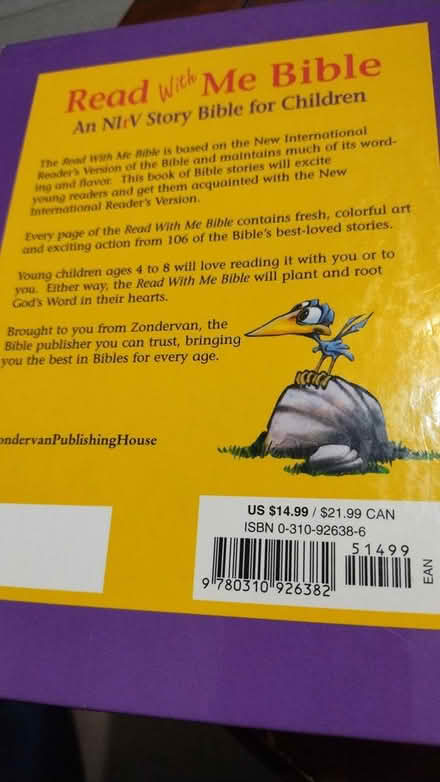 Read With Me Bible
An NIrV Story Bible for Children
The Read With Me Bible is based on the New International
Reader's Version of the Bible and maintains much of its word-
ing and flavor. This book of Bible stories will excite
young readers and get them acquainted with the New
International Reader's Version.
Every page of the Read With Me Bible contains fresh, colorful art
and exciting action from 106 of the Bible's best-loved stories.
Young children ages 4 to 8 will love reading it with you or to
you. Either way, the Read With Me Bible will plant and root
God's Word in their hearts.
Brought to you from Zondervan, the
Bible publisher you can trust, bringing
you the best in Bibles for every age.
ondervanPublishingHouse
US $14.99 / $21.99 CAN
ISBN 0-310-92638-6
51499
EAN
9 780310 926382